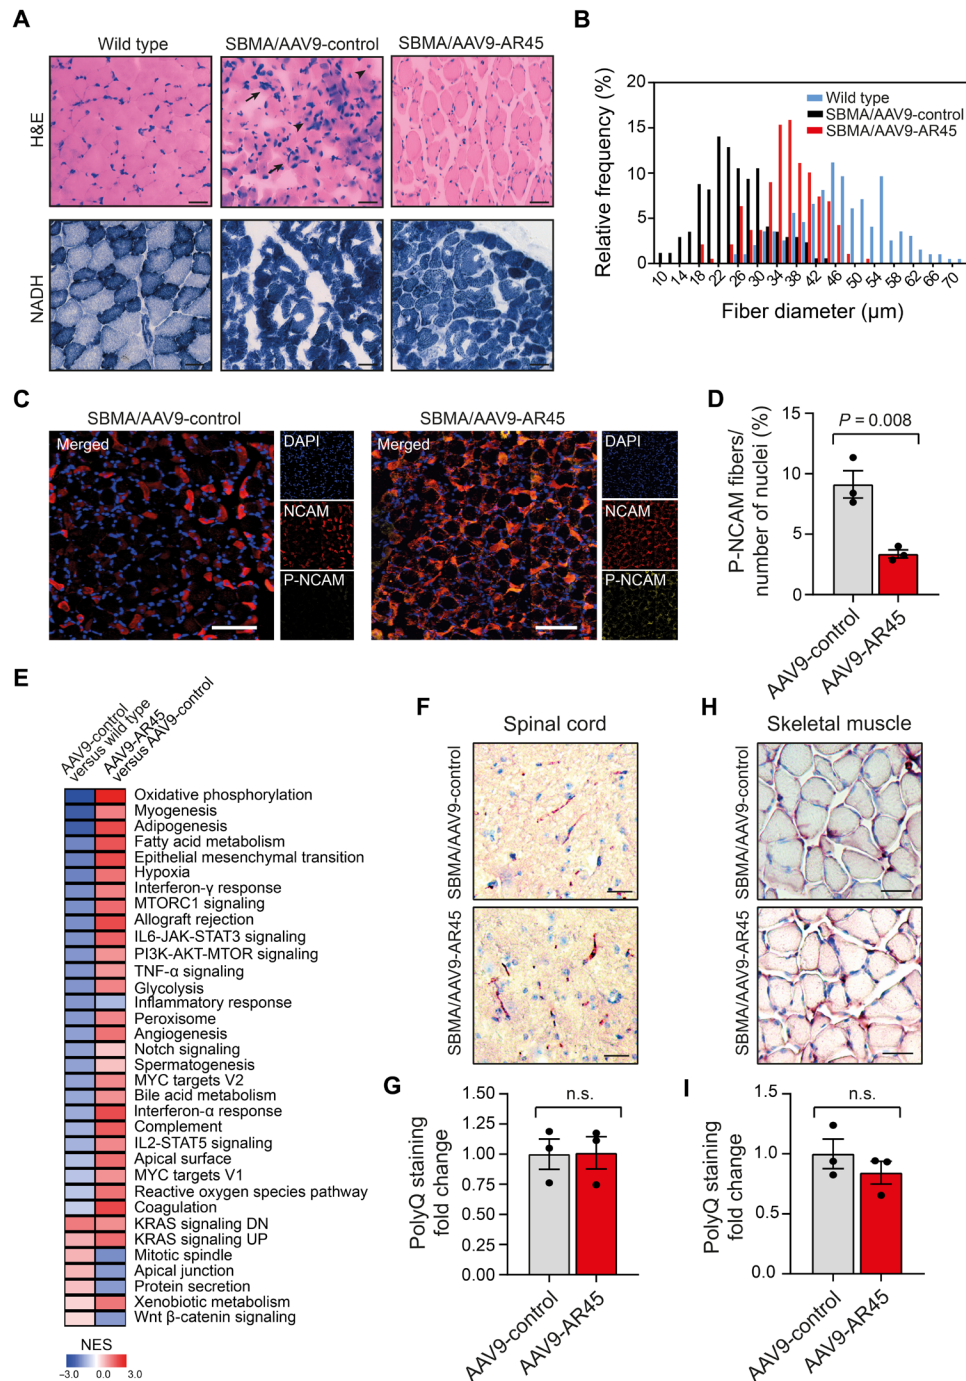 A
Wild type
SBMA/AAV9-control
SBMA/AAV9-AR45
H&E
NADH
B
Relative frequency (%)
20
15
10
5
0
Wild type
SBMA/AAV9-control
SBMA/AAV9-AR45
10 14 18 22 26 30 34 38 42 46 50 54 58 62 66 70
Fiber diameter (µm)
C
SBMA/AAV9-control
SBMA/AAV9-AR45
Merged
DAPI
NCAM
P-NCAM
Merged
DAPI
NCAM
P-NCAM
D
P-NCAM fibers/
number of nuclei (%)
15
10
5
0
P = 0.008
AAV9-control
AAV9-AR45
E
AAV9-control
versus wild type
AAV9-AR45
versus AAV9-control
Oxidative phosphorylation
Myogenesis
Adipogenesis
Fatty acid metabolism
Epithelial mesenchymal transition
Hypoxia
Interferon-γ response
MTORC1 signaling
Allograft rejection
IL6-JAK-STAT3 signaling
PI3K-AKT-MTOR signaling
TNF-α signaling
Glycolysis
Inflammatory response
Peroxisome
Angiogenesis
Notch signaling
Spermatogenesis
MYC targets V2
Bile acid metabolism
Interferon-α response
Complement
IL2-STAT5 signaling
Apical surface
MYC targets V1
Reactive oxygen species pathway
Coagulation
KRAS signaling DN
KRAS signaling UP
Mitotic spindle
Apical junction
Protein secretion
Xenobiotic metabolism
Wnt β-catenin signaling
NES
−3.0 0.0 3.0
F
Spinal cord
SBMA/AAV9-control
SBMA/AAV9-AR45
G
PolyQ staining
fold change
1.50
1.25
1.00
0.75
0.25
0.00
n.s.
AAV9-control
AAV9-AR45
H
Skeletal muscle
SBMA/AAV9-control
SBMA/AAV9-AR45
I
PolyQ staining
fold change
1.5
1.0
0.5
0.0
n.s.
AAV9-control
AAV9-AR45